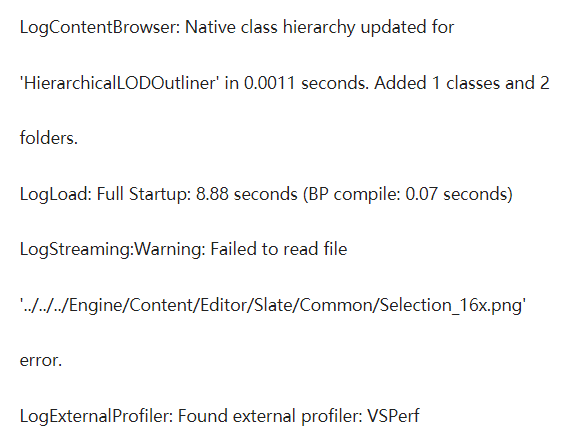 LogContentBrowser: Native class hierarchy updated for
'HierarchicalLODOutliner' in 0.0011 seconds. Added 1 classes and 2
folders.
LogLoad: Full Startup: 8.88 seconds (BP compile: 0.07 seconds)
LogStreaming:Warning: Failed to read file
'../../../Engine/Content/Editor/Slate/Common/Selection_16x.png'
error.
LogExternalProfiler: Found external profiler: VSPerf